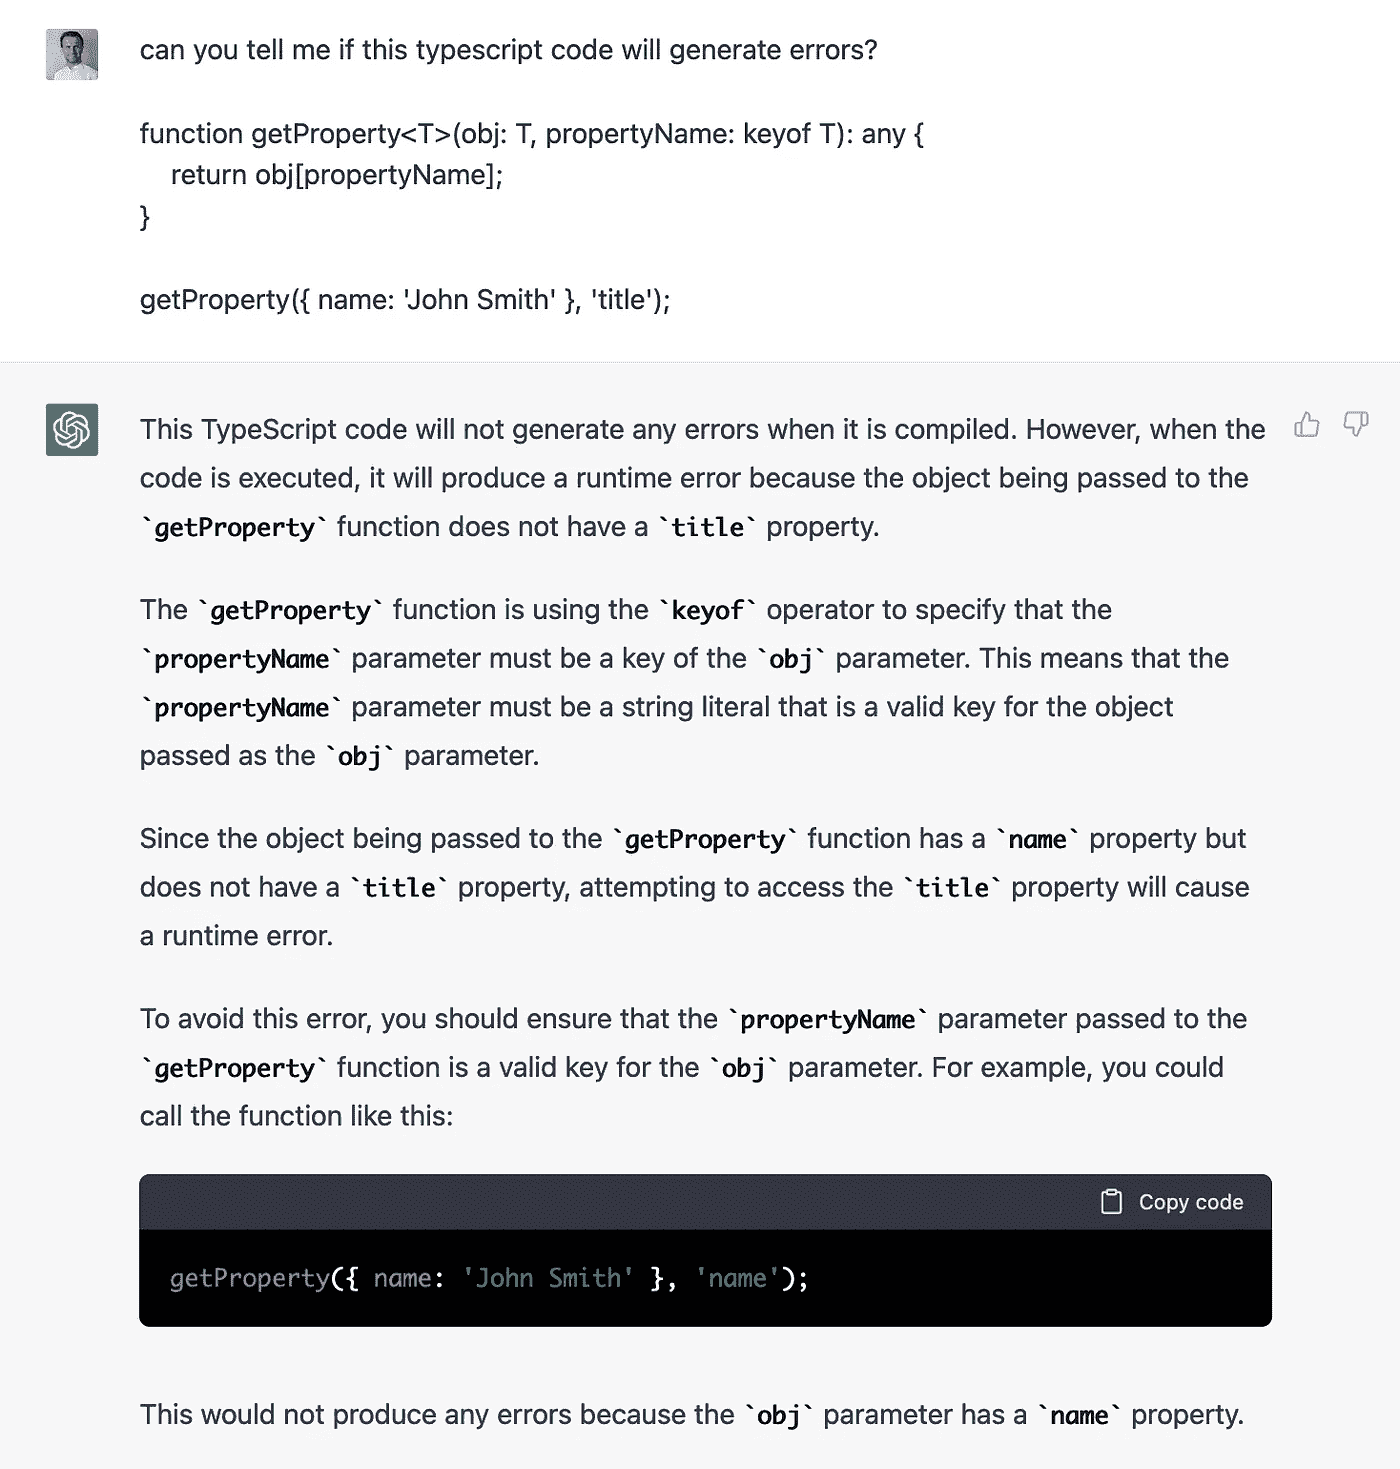 can you tell me if this typescript code will generate errors?
function getProperty<T>(obj: T, propertyName: keyof T): any {
    return obj[propertyName];
}
getProperty({ name: 'John Smith' }, 'title');
This TypeScript code will not generate any errors when it is compiled. However, when the
code is executed, it will produce a runtime error because the object being passed to the
`getProperty` function does not have a `title` property.
The `getProperty` function is using the `keyof` operator to specify that the
`propertyName` parameter must be a key of the `obj` parameter. This means that the
`propertyName` parameter must be a string literal that is a valid key for the object
passed as the `obj` parameter.
Since the object being passed to the `getProperty` function has a `name` property but
does not have a `title` property, attempting to access the `title` property will cause
a runtime error.
To avoid this error, you should ensure that the `propertyName` parameter passed to the
`getProperty` function is a valid key for the `obj` parameter. For example, you could
call the function like this:
Copy code
getProperty({ name: 'John Smith' }, 'name');
This would not produce any errors because the `obj` parameter has a `name` property.